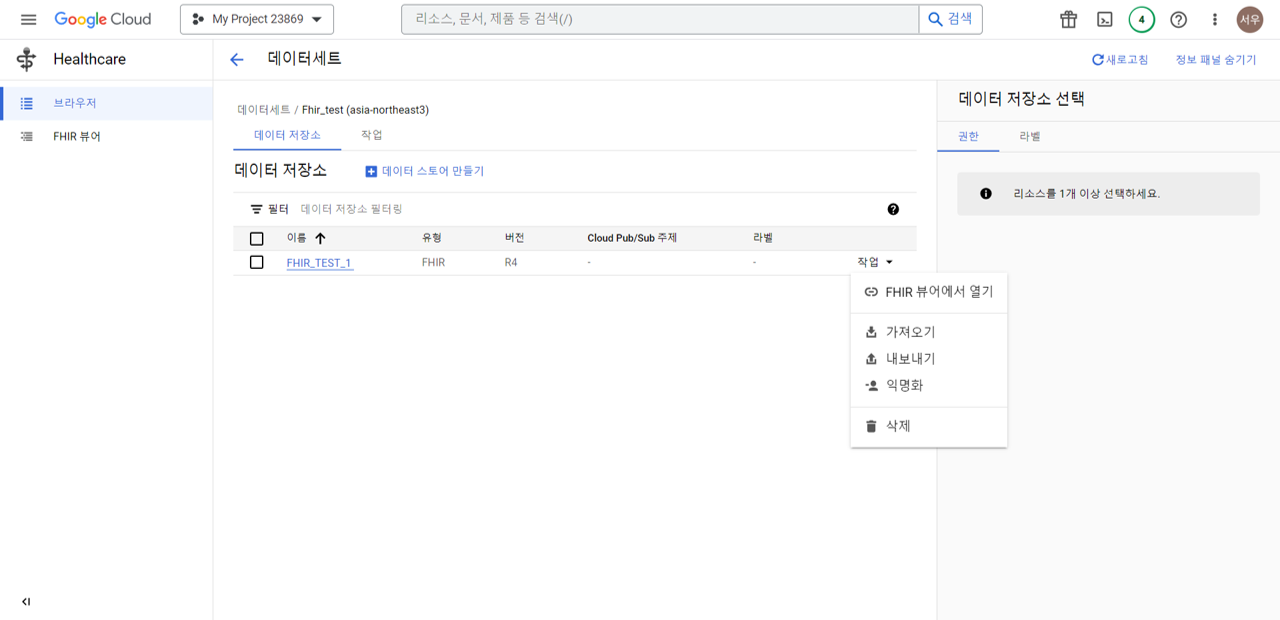 Google Cloud
My Project 23869
리소스, 문서, 제품 등 검색(/)
검색
4
서우
Healthcare
데이터세트
새로고침
정보 패널 숨기기
브라우저
FHIR 뷰어
데이터세트 / Fhir_test (asia-northeast3)
데이터 저장소
작업
데이터 저장소
데이터 스토어 만들기
필터 데이터 저장소 필터링
이름 유형 버전 Cloud Pub/Sub 주제 라벨
FHIR_TEST_1 FHIR R4 - - 작업
FHIR 뷰어에서 열기
가져오기
내보내기
익명화
삭제
데이터 저장소 선택
권한
라벨
리소스를 1개 이상 선택하세요.